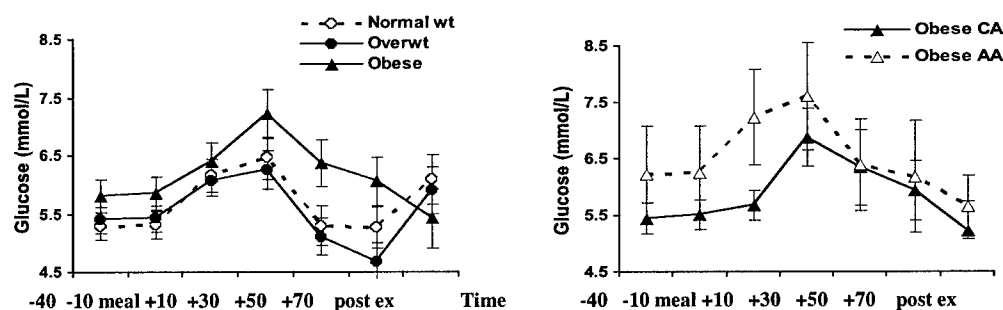 Normal wt
Overwt
Obese
8.5
7.5
6.5
5.5
4.5
Glucose (mmol/L)
-40 -10 meal +10 +30 +50 +70 post ex Time
Obese CA
Obese AA
8.5
7.5
6.5
5.5
4.5
Glucose (mmol/L)
-40 -10 meal +10 +30 +50 +70 post ex